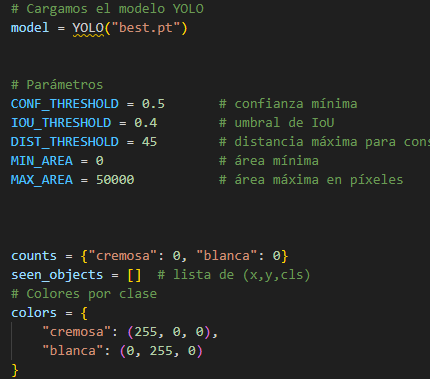 # Cargamos el modelo YOLO
model = YOLO("best.pt")
# Parámetros
CONF_THRESHOLD = 0.5 # confianza mínima
IOU_THRESHOLD = 0.4 # umbral de IoU
DIST_THRESHOLD = 45 # distancia máxima para
MIN_AREA = 0 # área mínima
MAX_AREA = 50000 # área máxima en píxeles
counts = {"cremosa": 0, "blanca": 0}
seen_objects = [] # lista de (x,y,cls)
# Colores por clase
colors = {
    "cremosa": (255, 0, 0),
    "blanca": (0, 255, 0)
}